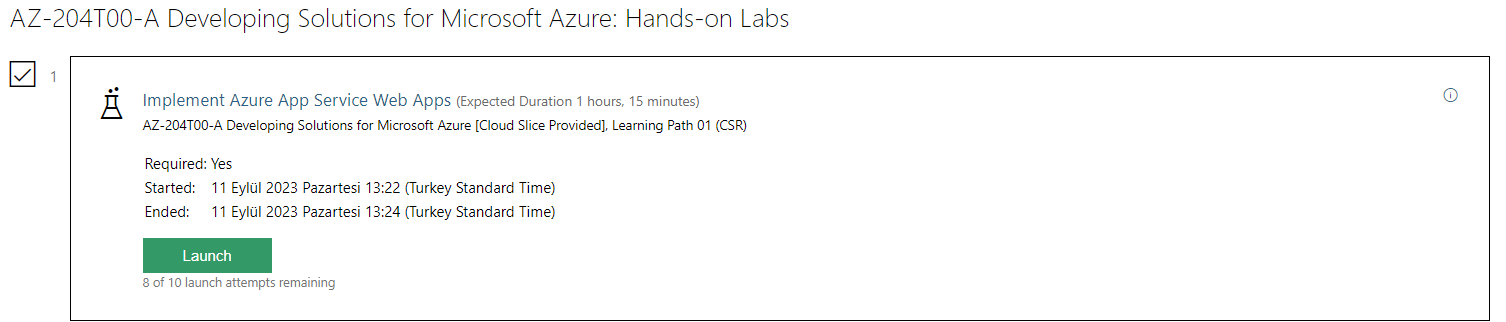 AZ-204T00-A Developing Solutions for Microsoft Azure: Hands-on Labs
1
Implement Azure App Service Web Apps (Expected Duration 1 hours, 15 minutes)
AZ-204T00-A Developing Solutions for Microsoft Azure [Cloud Slice Provided], Learning Path 01 (CSR)
Required: Yes
Started: 11 Eylül 2023 Pazartesi 13:22 (Turkey Standard Time)
Ended: 11 Eylül 2023 Pazartesi 13:24 (Turkey Standard Time)
Launch
8 of 10 launch attempts remaining